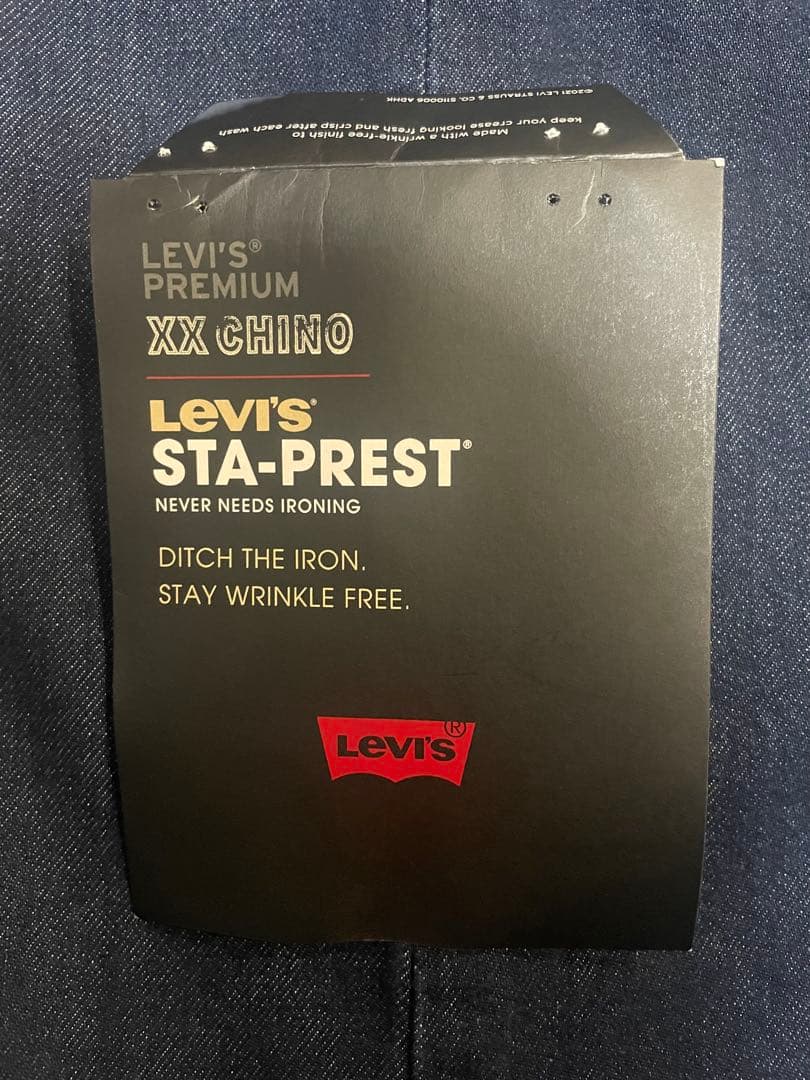 ©2021 LEVI STRAUSS & CO. 5110006 ADHK
Made with a wrinkle-free finish to
keep your crease looking fresh and crisp after each wash
LEVI'S®
PREMIUM
XX CHINO
Levi's®
STA-PREST®
NEVER NEEDS IRONING
DITCH THE IRON.
STAY WRINKLE FREE.
Levi's®